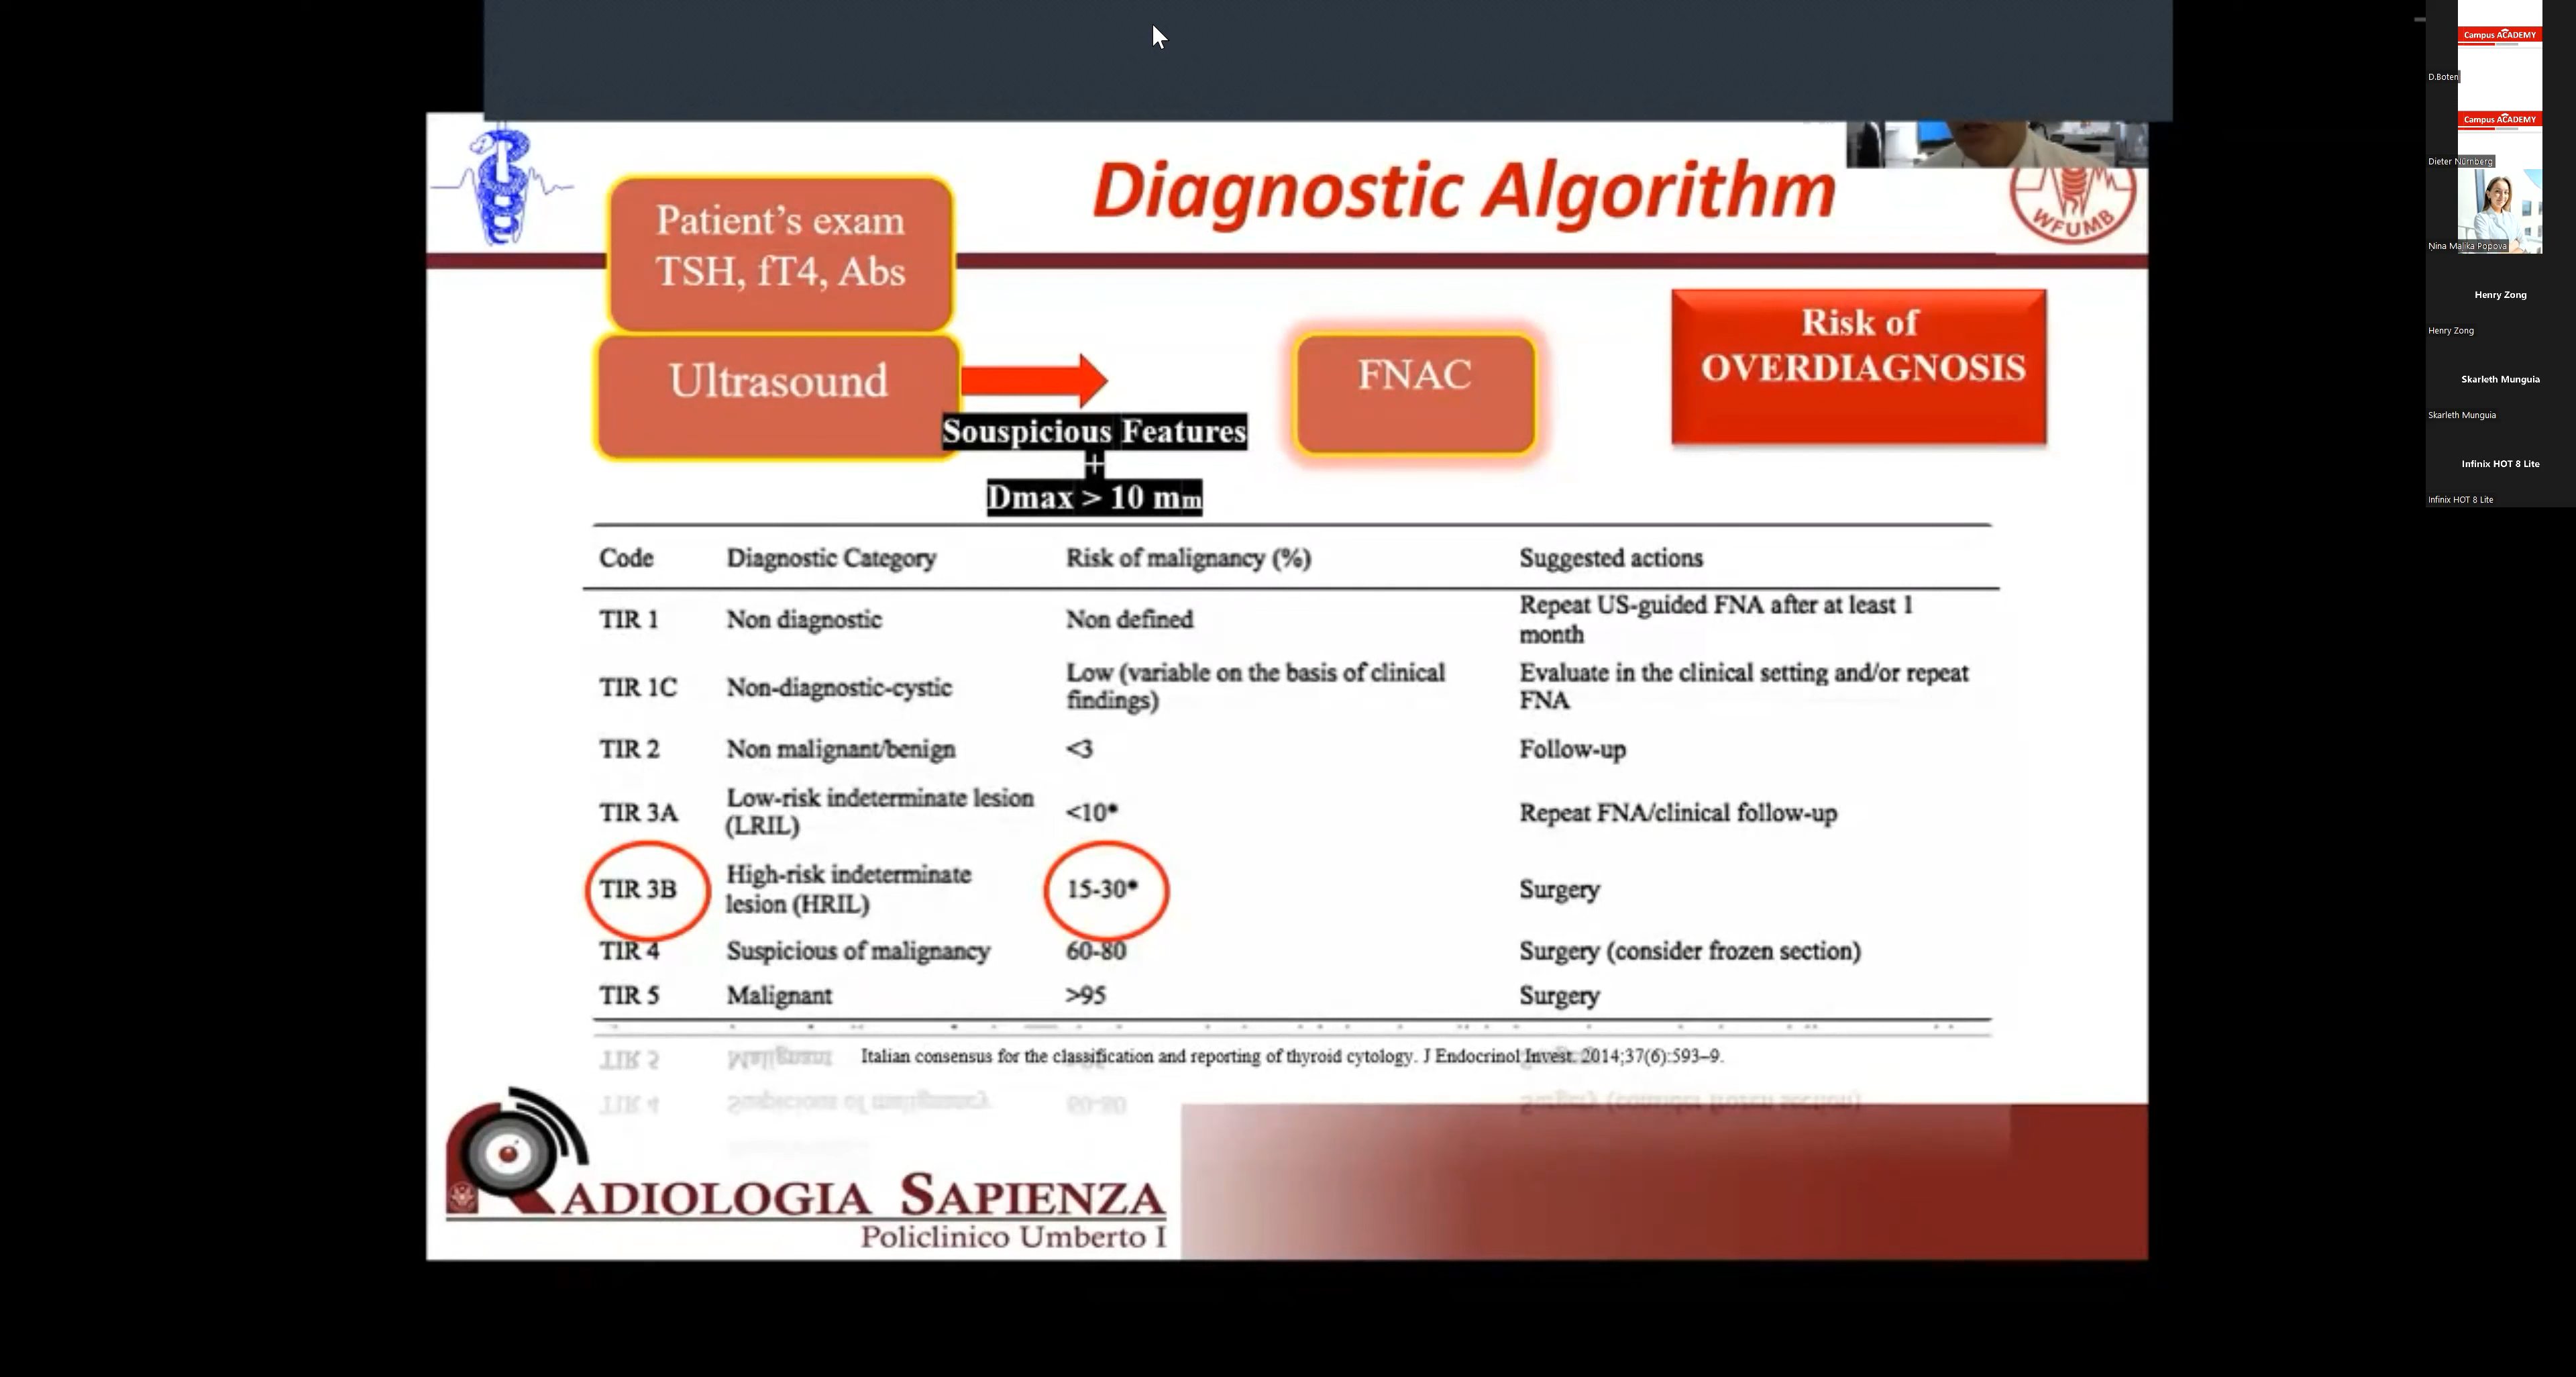 Diagnostic Algorithm
Patient's exam
TSH, fT4, Abs
Ultrasound
Souspicious Features
+
Dmax > 10 mm
FNAC
Risk of
OVERDIAGNOSIS
WFUMB
Code Diagnostic Category Risk of malignancy (%) Suggested actions
TIR 1 Non diagnostic Non defined Repeat US-guided FNA after at least 1
month
TIR 1C Non-diagnostic-cystic Low (variable on the basis of clinical
findings) Evaluate in the clinical setting and/or repeat
FNA
TIR 2 Non malignant/benign <3 Follow-up
TIR 3A Low-risk indeterminate lesion
(LRIL) <10* Repeat FNA/clinical follow-up
TIR 3B High-risk indeterminate
lesion (HRIL) 15-30* Surgery
TIR 4 Suspicious of malignancy 60-80 Surgery (consider frozen section)
TIR 5 Malignant >95 Surgery
Italian consensus for the classification and reporting of thyroid cytology. J Endocrinol Invest. 2014;37(6):593–9.
RADIOLOGIA SAPIENZA
Policlinico Umberto I
Campus ACADEMY
D.Boten
Campus ACADEMY
Dieter Nürnberg
Nina Malika Popova
Henry Zong
Henry Zong
Skarleth Munguia
Skarleth Munguia
Infinix HOT 8 Lite
Infinix HOT 8 Lite